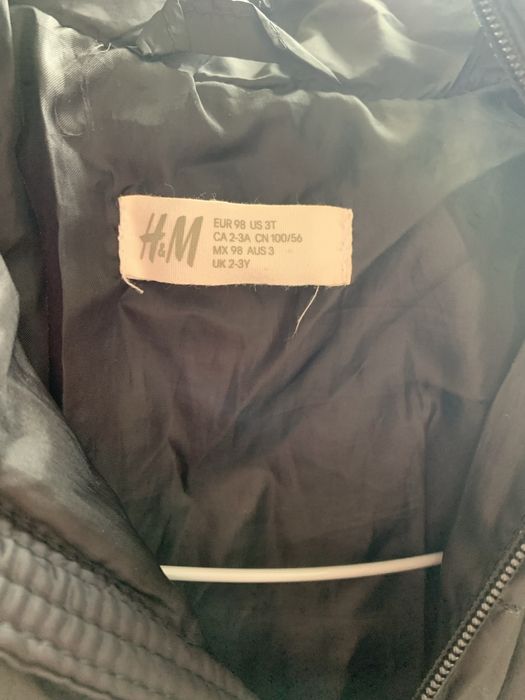 H&M
EUR 98 US 3T
CA 2-3A CN 100/56
MX 98 AUS 3
UK 2-3Y